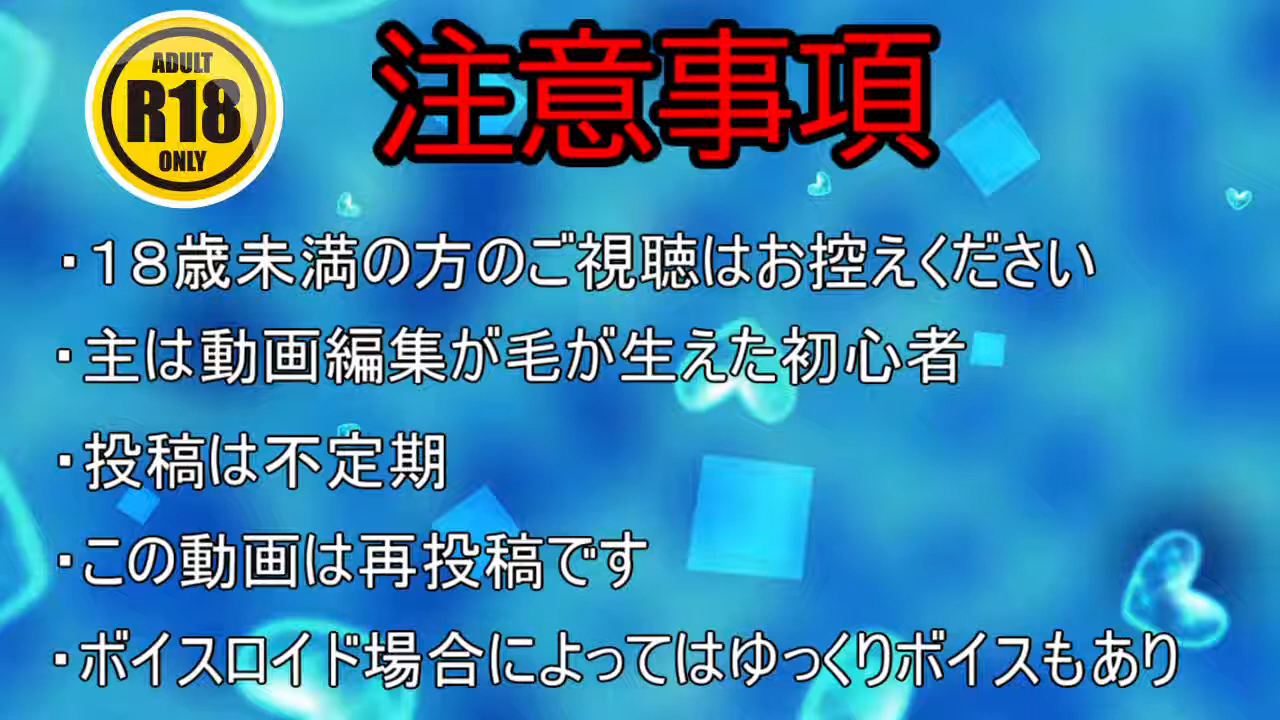 ADULT
R18
ONLY
注意事項
・１８歳未満の方のご視聴はお控えください
・主は動画編集が毛が生えた初心者
・投稿は不定期
・この動画は再投稿です
・ボイスロイド場合によってはゆっくりボイスもあり